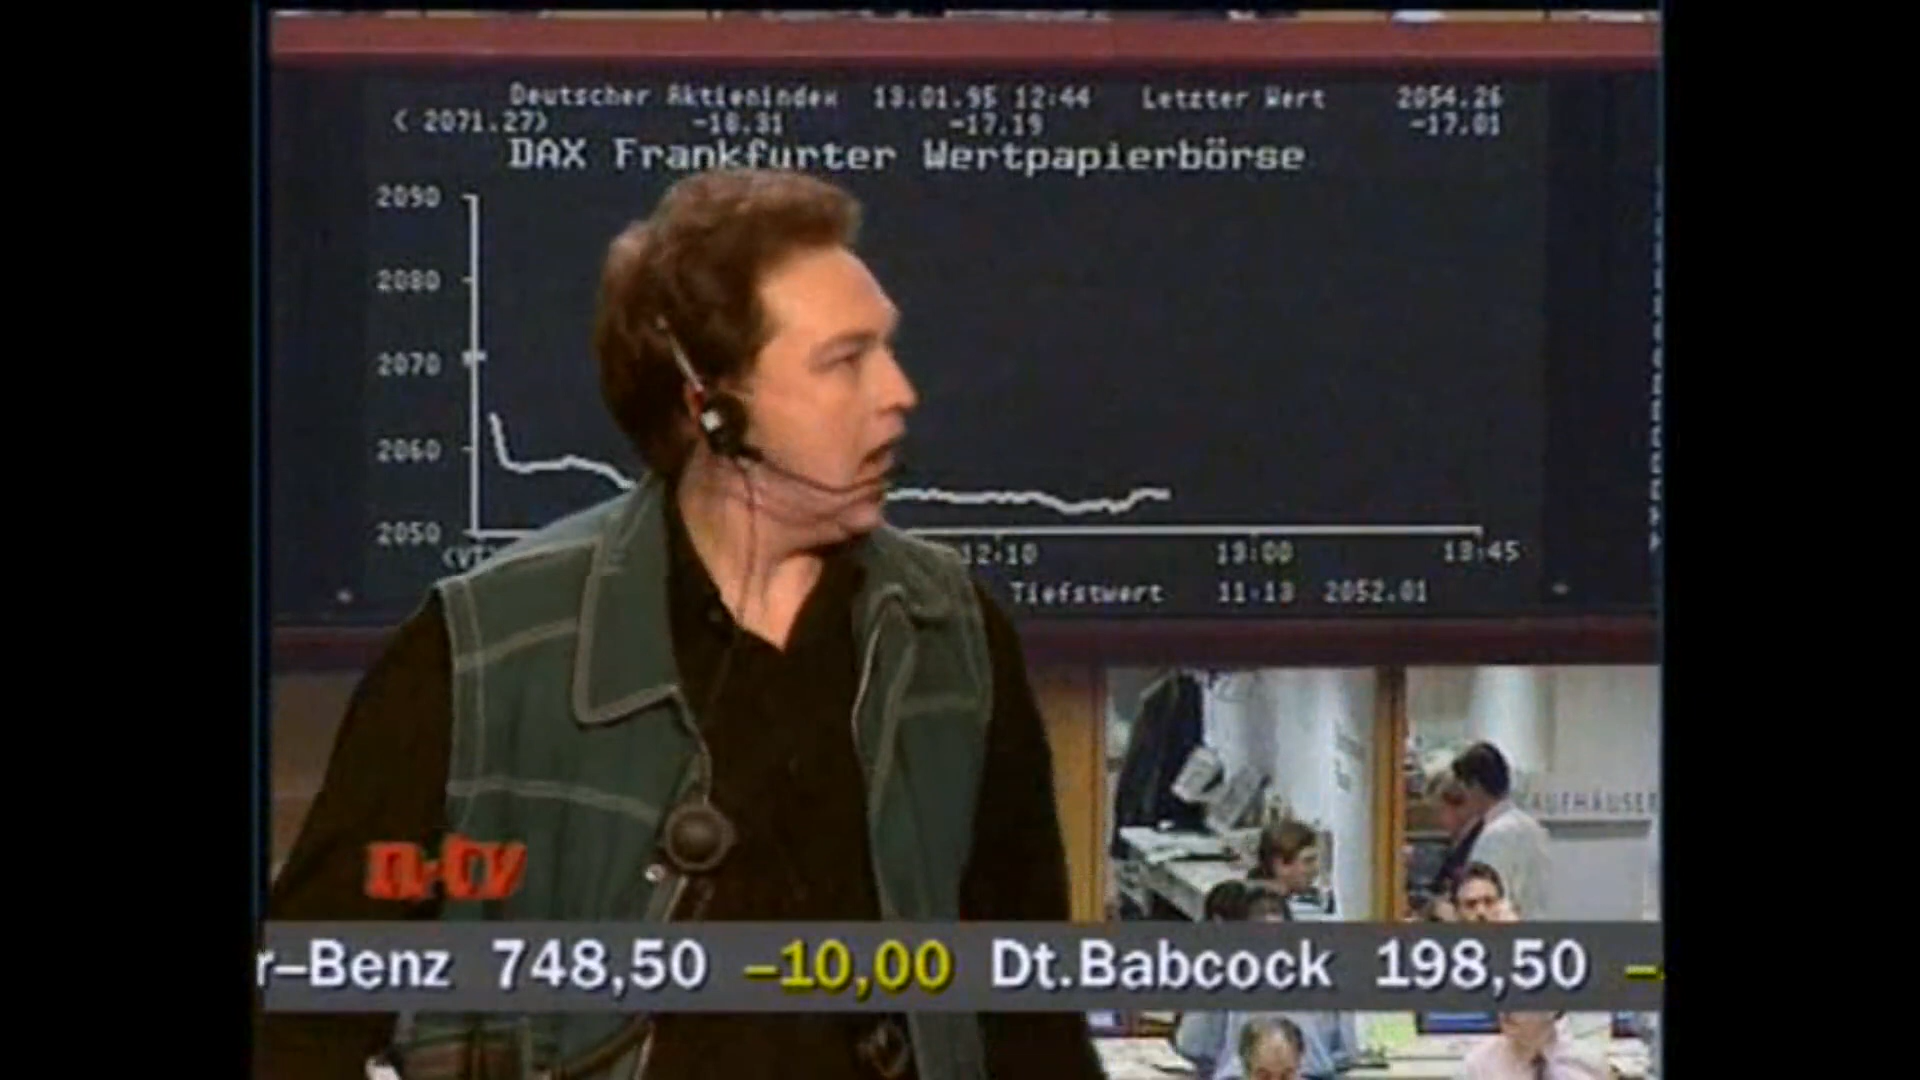 Deutscher Aktienindex 13.01.95 12:44 Letzter Wert 2054.26
( 2071.27) -18.31 -17.19 -17.01
DAX Frankfurter Wertpapierbörse
2090
2080
2070
2060
2050
12:10 13:00 13:45
Tiefstwert 11:13 2052.01
AUFHÄUSER
n-tv
r-Benz 748,50 -10,00 Dt.Babcock 198,50 -